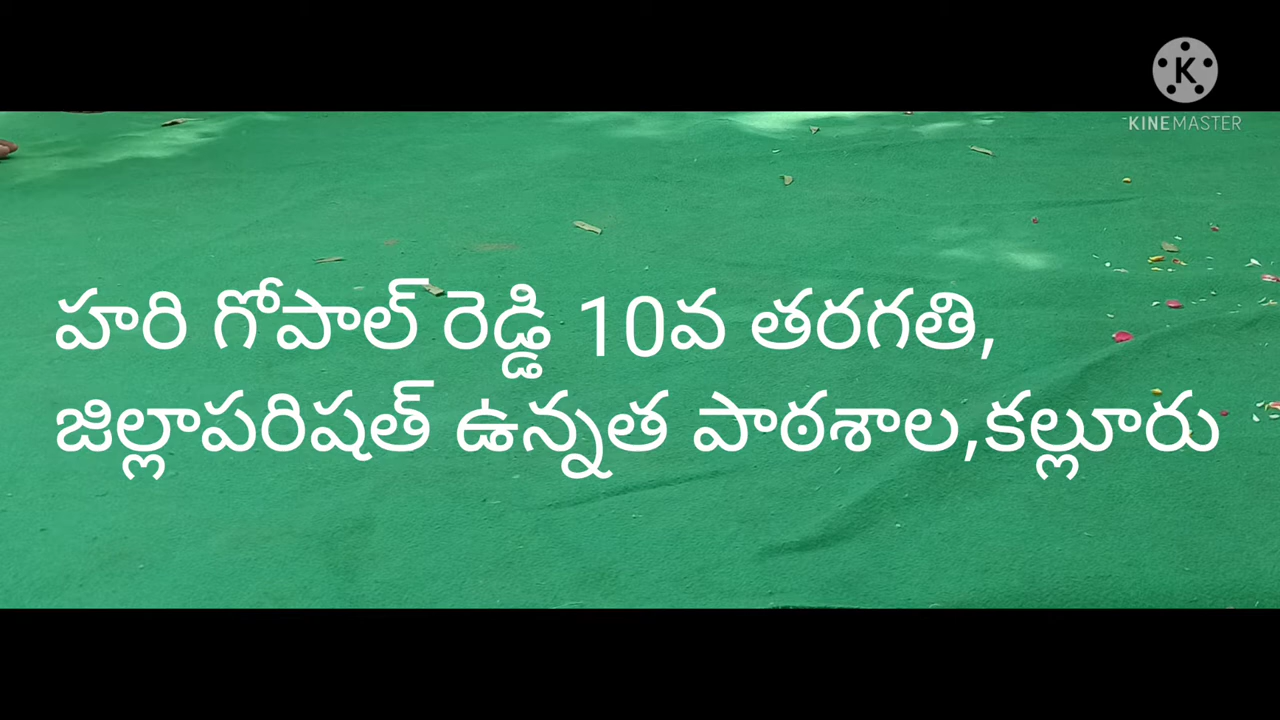 KINEMASTER
హరి గోపాల్ రెడ్డి 10వ తరగతి,
జిల్లాపరిషత్ ఉన్నత పాఠశాల,కల్లూరు